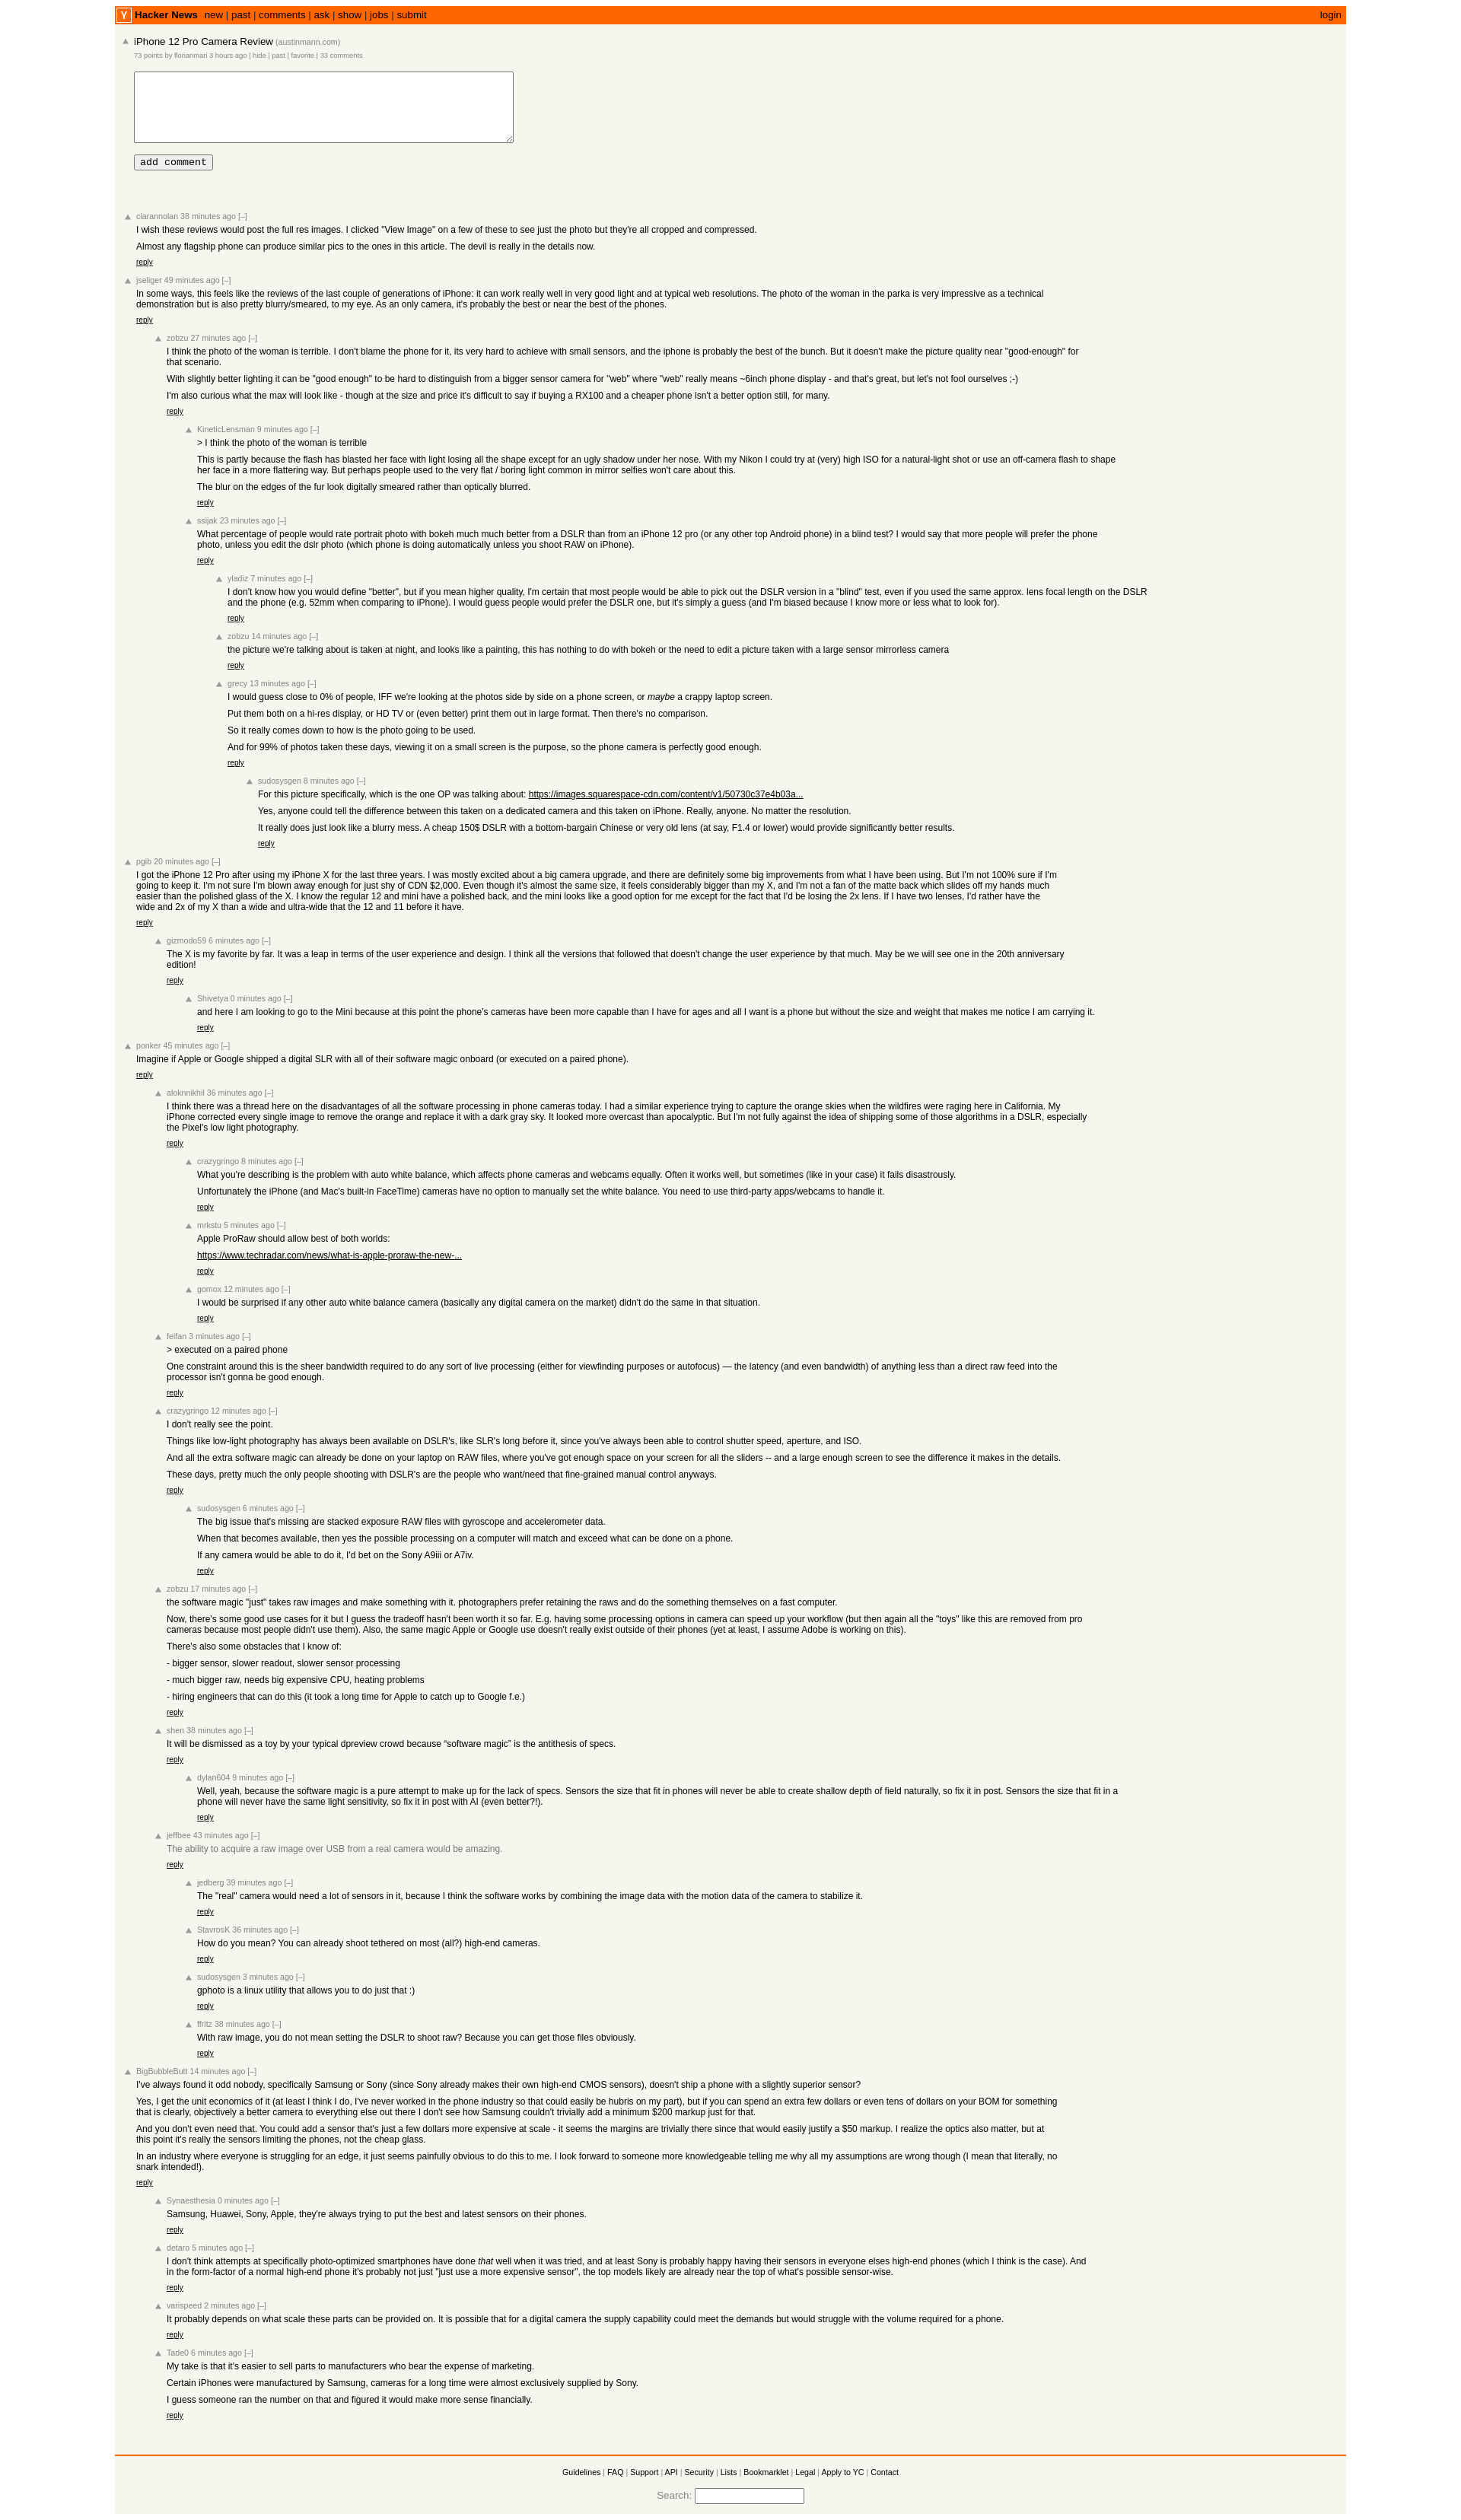 Y Hacker News new | past | comments | ask | show | jobs | submit login
iPhone 12 Pro Camera Review (austinmann.com)
73 points by florianmari 3 hours ago | hide | past | favorite | 33 comments
add comment
ciarannolan 38 minutes ago [–]
I wish these reviews would post the full res images. I clicked "View Image" on a few of these to see just the photo but they're all cropped and compressed.
Almost any flagship phone can produce similar pics to the ones in this article. The devil is really in the details now.
reply
jseliger 49 minutes ago [–]
In some ways, this feels like the reviews of the last couple of generations of iPhone: it can work really well in very good light and at typical web resolutions. The photo of the woman in the parka is very impressive as a technical
demonstration but is also pretty blurry/smeared, to my eye. As an only camera, it's probably the best or near the best of the phones.
reply
zobzu 27 minutes ago [–]
I think the photo of the woman is terrible. I don't blame the phone for it, its very hard to achieve with small sensors, and the iphone is probably the best of the bunch. But it doesn't make the picture quality near "good-enough" for
that scenario.
With slightly better lighting it can be "good enough" to be hard to distinguish from a bigger sensor camera for "web" where "web" really means ~6inch phone display - and that's great, but let's not fool ourselves ;-)
I'm also curious what the max will look like - though at the size and price it's difficult to say if buying a RX100 and a cheaper phone isn't a better option still, for many.
reply
KineticLensman 9 minutes ago [–]
> I think the photo of the woman is terrible
This is partly because the flash has blasted her face with light losing all the shape except for an ugly shadow under her nose. With my Nikon I could try at (very) high ISO for a natural-light shot or use an off-camera flash to shape
her face in a more flattering way. But perhaps people used to the very flat / boring light common in mirror selfies won't care about this.
The blur on the edges of the fur look digitally smeared rather than optically blurred.
reply
ssijak 23 minutes ago [–]
What percentage of people would rate portrait photo with bokeh much much better from a DSLR than from an iPhone 12 pro (or any other top Android phone) in a blind test? I would say that more people will prefer the phone
photo, unless you edit the dslr photo (which phone is doing automatically unless you shoot RAW on iPhone).
reply
yladiz 7 minutes ago [–]
I don't know how you would define "better", but if you mean higher quality, I'm certain that most people would be able to pick out the DSLR version in a "blind" test, even if you used the same approx. lens focal length on the DSLR
and the phone (e.g. 52mm when comparing to iPhone). I would guess people would prefer the DSLR one, but it's simply a guess (and I'm biased because I know more or less what to look for).
reply
zobzu 14 minutes ago [–]
the picture we're talking about is taken at night, and looks like a painting, this has nothing to do with bokeh or the need to edit a picture taken with a large sensor mirrorless camera
reply
grecy 13 minutes ago [–]
I would guess close to 0% of people, IFF we're looking at the photos side by side on a phone screen, or maybe a crappy laptop screen.
Put them both on a hi-res display, or HD TV or (even better) print them out in large format. Then there's no comparison.
So it really comes down to how is the photo going to be used.
And for 99% of photos taken these days, viewing it on a small screen is the purpose, so the phone camera is perfectly good enough.
reply
sudosysgen 8 minutes ago [–]
For this picture specifically, which is the one OP was talking about: https://images.squarespace-cdn.com/content/v1/50730c37e4b03a...
Yes, anyone could tell the difference between this taken on a dedicated camera and this taken on iPhone. Really, anyone. No matter the resolution.
It really does just look like a blurry mess. A cheap 150$ DSLR with a bottom-bargain Chinese or very old lens (at say, F1.4 or lower) would provide significantly better results.
reply
pgib 20 minutes ago [–]
I got the iPhone 12 Pro after using my iPhone X for the last three years. I was mostly excited about a big camera upgrade, and there are definitely some big improvements from what I have been using. But I'm not 100% sure if I'm
going to keep it. I'm not sure I'm blown away enough for just shy of CDN $2,000. Even though it's almost the same size, it feels considerably bigger than my X, and I'm not a fan of the matte back which slides off my hands much
easier than the polished glass of the X. I know the regular 12 and mini have a polished back, and the mini looks like a good option for me except for the fact that I'd be losing the 2x lens. If I have two lenses, I'd rather have the
wide and 2x of my X than a wide and ultra-wide that the 12 and 11 before it have.
reply
gizmodo59 6 minutes ago [–]
The X is my favorite by far. It was a leap in terms of the user experience and design. I think all the versions that followed that doesn't change the user experience by that much. May be we will see one in the 20th anniversary
edition!
reply
Shivetya 0 minutes ago [–]
and here I am looking to go to the Mini because at this point the phone's cameras have been more capable than I have for ages and all I want is a phone but without the size and weight that makes me notice I am carrying it.
reply
ponker 45 minutes ago [–]
Imagine if Apple or Google shipped a digital SLR with all of their software magic onboard (or executed on a paired phone).
reply
aloknnikhil 36 minutes ago [–]
I think there was a thread here on the disadvantages of all the software processing in phone cameras today. I had a similar experience trying to capture the orange skies when the wildfires were raging here in California. My
iPhone corrected every single image to remove the orange and replace it with a dark gray sky. It looked more overcast than apocalyptic. But I'm not fully against the idea of shipping some of those algorithms in a DSLR, especially
the Pixel's low light photography.
reply
crazygringo 8 minutes ago [–]
What you're describing is the problem with auto white balance, which affects phone cameras and webcams equally. Often it works well, but sometimes (like in your case) it fails disastrously.
Unfortunately the iPhone (and Mac's built-in FaceTime) cameras have no option to manually set the white balance. You need to use third-party apps/webcams to handle it.
reply
mrkstu 5 minutes ago [–]
Apple ProRaw should allow best of both worlds:
https://www.techradar.com/news/what-is-apple-proraw-the-new-...
reply
gomox 12 minutes ago [–]
I would be surprised if any other auto white balance camera (basically any digital camera on the market) didn't do the same in that situation.
reply
feifan 3 minutes ago [–]
> executed on a paired phone
One constraint around this is the sheer bandwidth required to do any sort of live processing (either for viewfinding purposes or autofocus) — the latency (and even bandwidth) of anything less than a direct raw feed into the
processor isn't gonna be good enough.
reply
crazygringo 12 minutes ago [–]
I don't really see the point.
Things like low-light photography has always been available on DSLR's, like SLR's long before it, since you've always been able to control shutter speed, aperture, and ISO.
And all the extra software magic can already be done on your laptop on RAW files, where you've got enough space on your screen for all the sliders -- and a large enough screen to see the difference it makes in the details.
These days, pretty much the only people shooting with DSLR's are the people who want/need that fine-grained manual control anyways.
reply
sudosysgen 6 minutes ago [–]
The big issue that's missing are stacked exposure RAW files with gyroscope and accelerometer data.
When that becomes available, then yes the possible processing on a computer will match and exceed what can be done on a phone.
If any camera would be able to do it, I'd bet on the Sony A9iii or A7iv.
reply
zobzu 17 minutes ago [–]
the software magic "just" takes raw images and make something with it. photographers prefer retaining the raws and do the something themselves on a fast computer.
Now, there's some good use cases for it but I guess the tradeoff hasn't been worth it so far. E.g. having some processing options in camera can speed up your workflow (but then again all the "toys" like this are removed from pro
cameras because most people didn't use them). Also, the same magic Apple or Google use doesn't really exist outside of their phones (yet at least, I assume Adobe is working on this).
There's also some obstacles that I know of:
- bigger sensor, slower readout, slower sensor processing
- much bigger raw, needs big expensive CPU, heating problems
- hiring engineers that can do this (it took a long time for Apple to catch up to Google f.e.)
reply
shen 38 minutes ago [–]
It will be dismissed as a toy by your typical dpreview crowd because “software magic” is the antithesis of specs.
reply
dylan604 9 minutes ago [–]
Well, yeah, because the software magic is a pure attempt to make up for the lack of specs. Sensors the size that fit in phones will never be able to create shallow depth of field naturally, so fix it in post. Sensors the size that fit in a
phone will never have the same light sensitivity, so fix it in post with AI (even better?!).
reply
jeffbee 43 minutes ago [–]
The ability to acquire a raw image over USB from a real camera would be amazing.
reply
jedberg 39 minutes ago [–]
The "real" camera would need a lot of sensors in it, because I think the software works by combining the image data with the motion data of the camera to stabilize it.
reply
StavrosK 36 minutes ago [–]
How do you mean? You can already shoot tethered on most (all?) high-end cameras.
reply
sudosysgen 3 minutes ago [–]
gphoto is a linux utility that allows you to do just that :)
reply
ffritz 38 minutes ago [–]
With raw image, you do not mean setting the DSLR to shoot raw? Because you can get those files obviously.
reply
BigBubbleButt 14 minutes ago [–]
I've always found it odd nobody, specifically Samsung or Sony (since Sony already makes their own high-end CMOS sensors), doesn't ship a phone with a slightly superior sensor?
Yes, I get the unit economics of it (at least I think I do, I've never worked in the phone industry so that could easily be hubris on my part), but if you can spend an extra few dollars or even tens of dollars on your BOM for something
that is clearly, objectively a better camera to everything else out there I don't see how Samsung couldn't trivially add a minimum $200 markup just for that.
And you don't even need that. You could add a sensor that's just a few dollars more expensive at scale - it seems the margins are trivially there since that would easily justify a $50 markup. I realize the optics also matter, but at
this point it's really the sensors limiting the phones, not the cheap glass.
In an industry where everyone is struggling for an edge, it just seems painfully obvious to do this to me. I look forward to someone more knowledgeable telling me why all my assumptions are wrong though (I mean that literally, no
snark intended!).
reply
Synaesthesia 0 minutes ago [–]
Samsung, Huawei, Sony, Apple, they're always trying to put the best and latest sensors on their phones.
reply
detaro 5 minutes ago [–]
I don't think attempts at specifically photo-optimized smartphones have done that well when it was tried, and at least Sony is probably happy having their sensors in everyone elses high-end phones (which I think is the case). And
in the form-factor of a normal high-end phone it's probably not just "just use a more expensive sensor", the top models likely are already near the top of what's possible sensor-wise.
reply
varispeed 2 minutes ago [–]
It probably depends on what scale these parts can be provided on. It is possible that for a digital camera the supply capability could meet the demands but would struggle with the volume required for a phone.
reply
Tade0 6 minutes ago [–]
My take is that it's easier to sell parts to manufacturers who bear the expense of marketing.
Certain iPhones were manufactured by Samsung, cameras for a long time were almost exclusively supplied by Sony.
I guess someone ran the number on that and figured it would make more sense financially.
reply
Guidelines | FAQ | Support | API | Security | Lists | Bookmarklet | Legal | Apply to YC | Contact
Search: